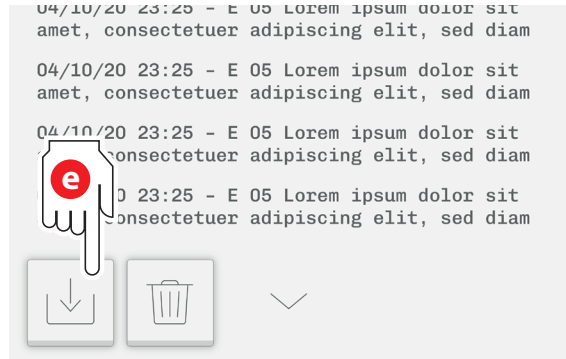 04/10/20 23:25 - E 05 Lorem ipsum dolor sit
amet, consectetuer adipiscing elit, sed diam
04/10/20 23:25 - E 05 Lorem ipsum dolor sit
amet, consectetuer adipiscing elit, sed diam
04/10/20 23:25 - E 05 Lorem ipsum dolor sit
consectetuer adipiscing elit, sed diam
23:25 - E 05 Lorem ipsum dolor sit
consectetuer adipiscing elit, sed diam
e